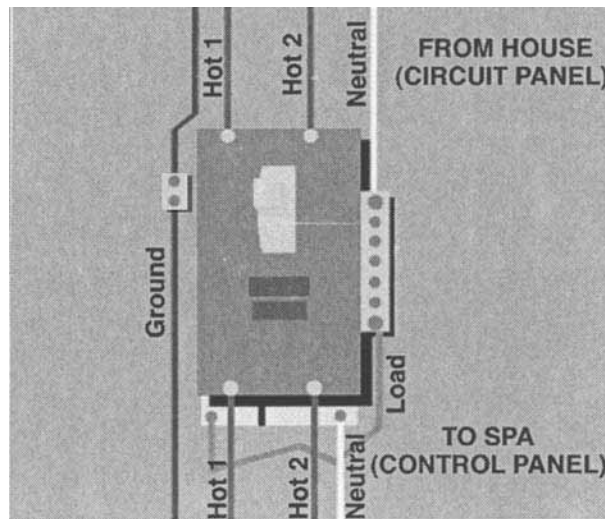 Hot 1
Hot 2
Neutral
FROM HOUSE
(CIRCUIT PANEL)
Ground
Load
Hot 1
Hot 2
Neutral
TO SPA
(CONTROL PANEL)